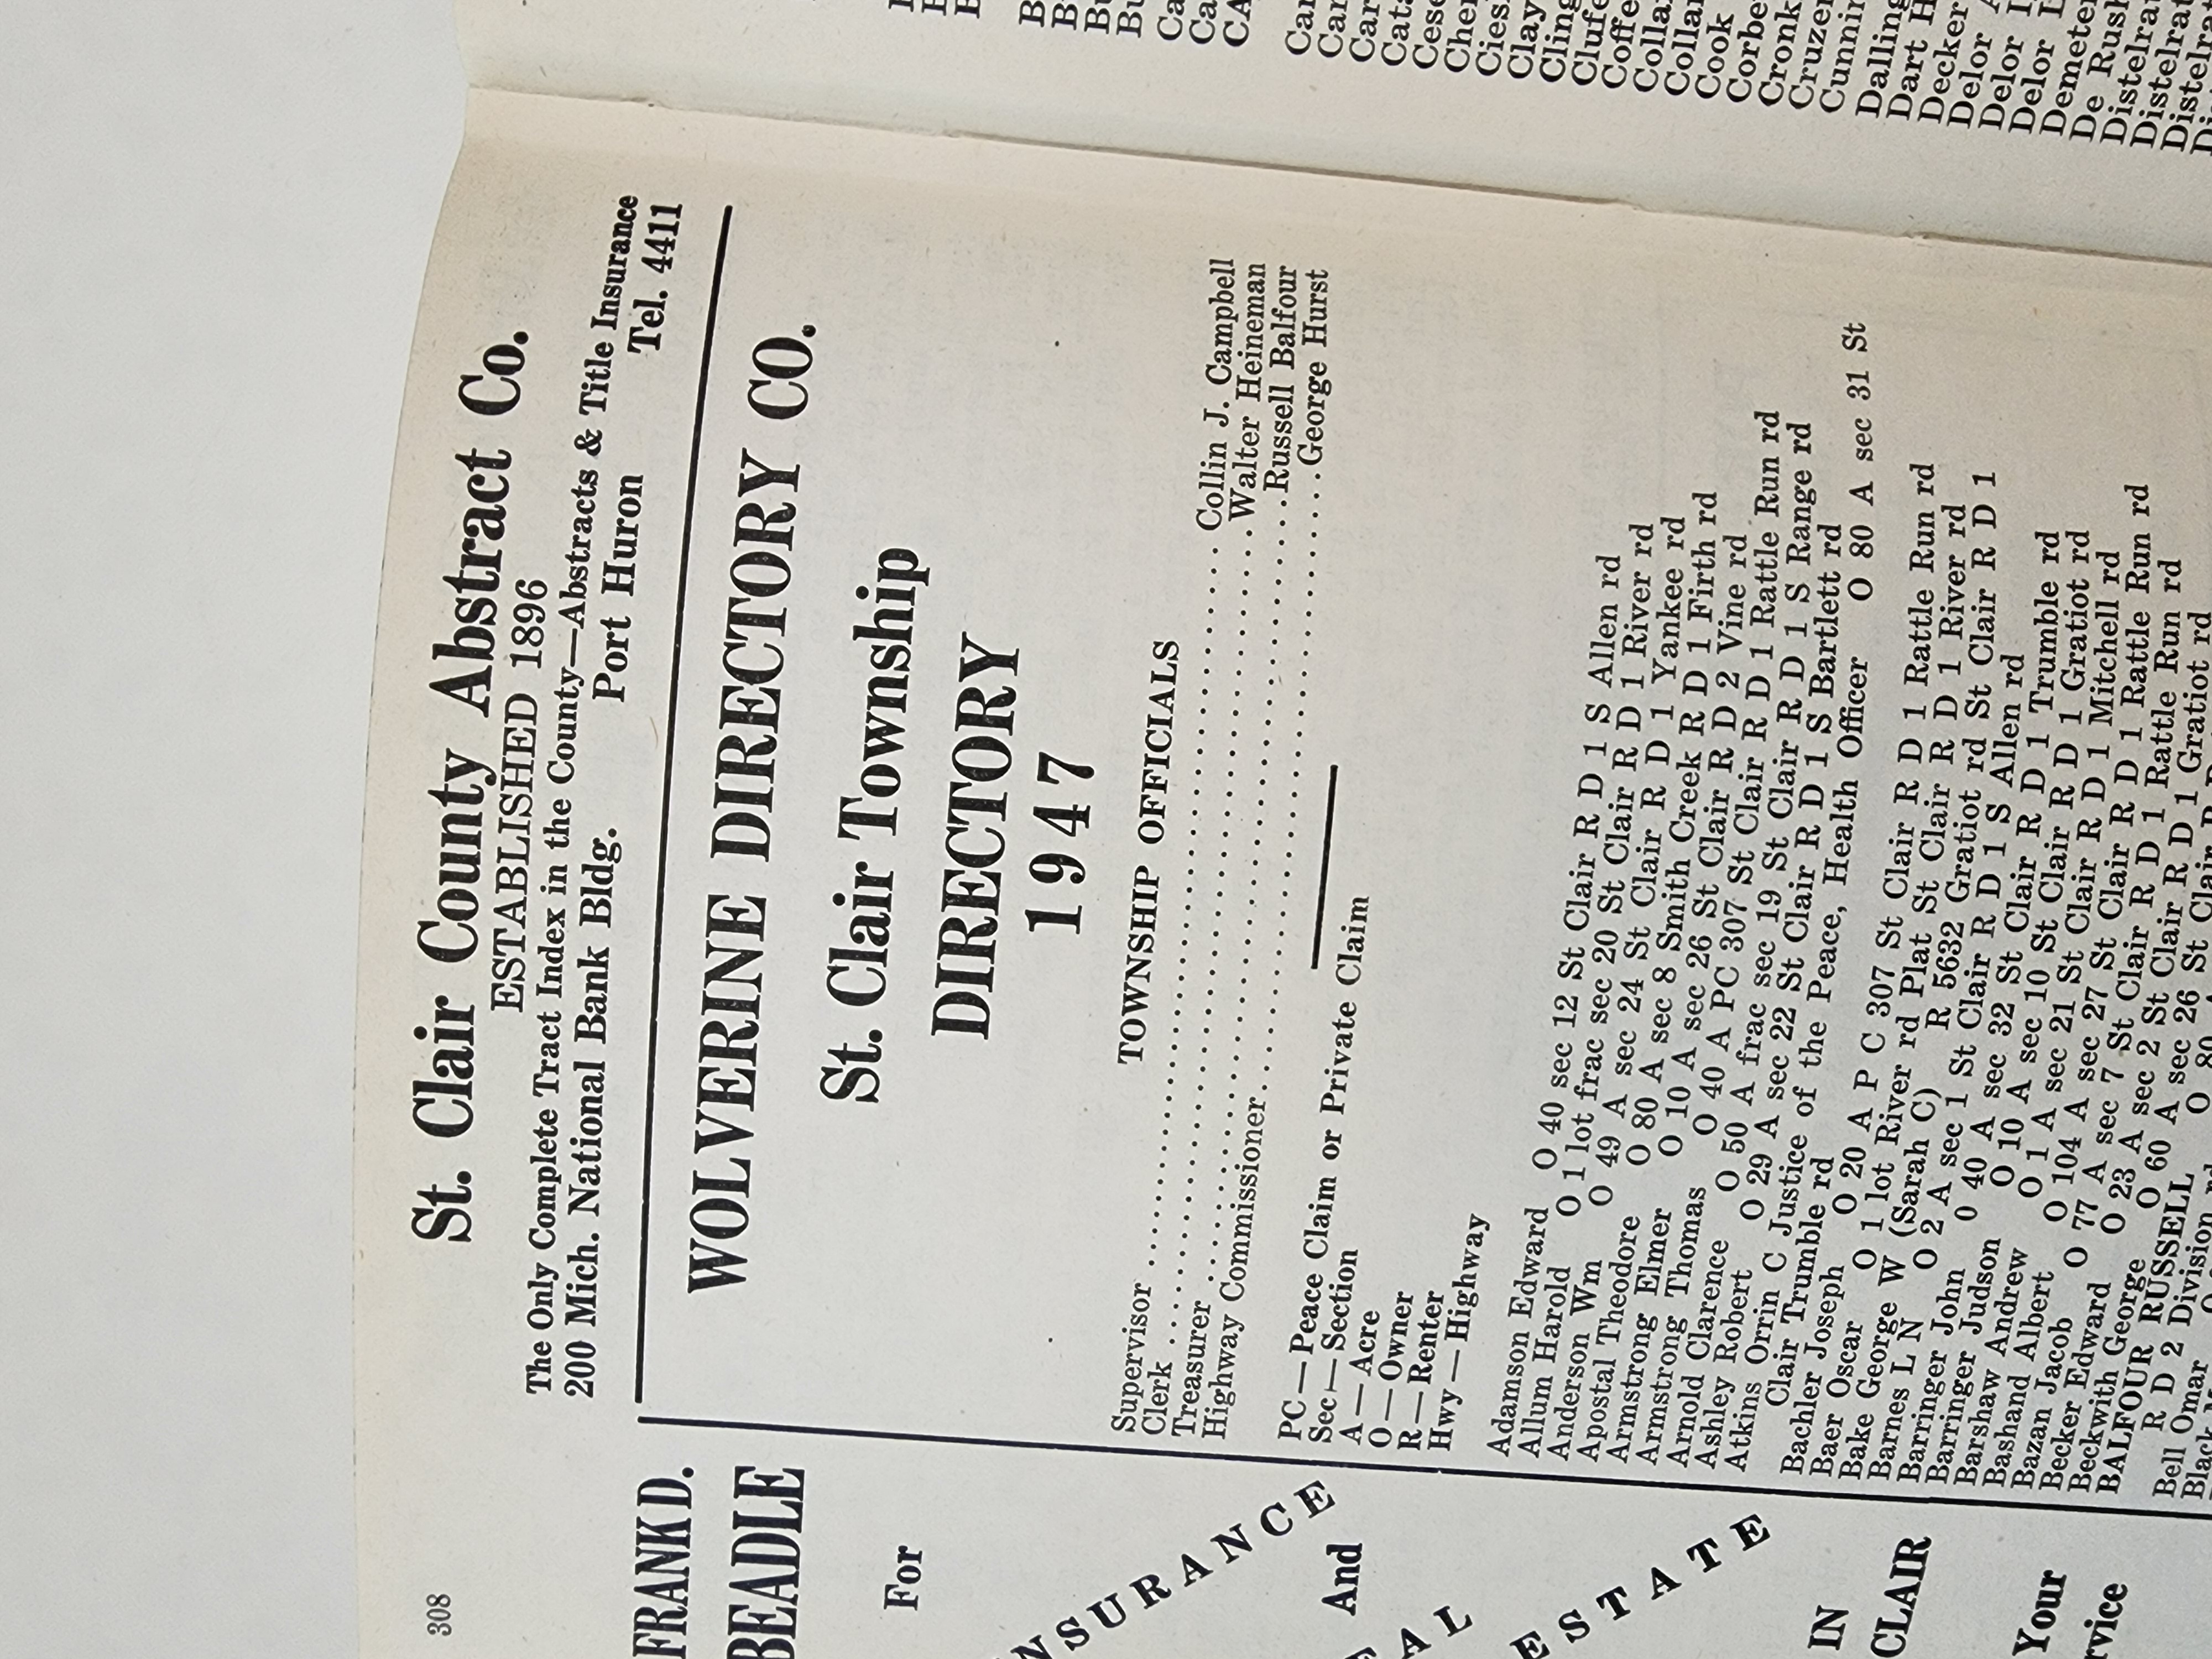 308
St. Clair County Abstract Co.
ESTABLISHED 1896
The Only Complete Tract Index in the County—Abstracts & Title Insurance
200 Mich. National Bank Bldg. Port Huron Tel. 4411
FRANK D.
BEADLE
For
INSURANCE
And
ESTATE
IN
CLAIR
Your
WOLVERINE DIRECTORY CO.
St. Clair Township
DIRECTORY
1947
TOWNSHIP OFFICIALS
Supervisor ........ Collin J. Campbell
Clerk ........ Walter Heineman
Treasurer ........ Russell Balfour
Highway Commissioner ........ George Hurst
PC—Peace Claim or Private Claim
Sec—Section
A—Acre
O—Owner
R—Renter
Hwy—Highway
Adamson Edward O 40 sec 12 St Clair R D 1 S Allen rd
Allum Harold O 1 lot frac sec 20 St Clair R D 1 River rd
Anderson Wm O 49 A sec 24 St Clair R D 1 Yankee rd
Apostal Theodore O 80 A sec 8 Smith Creek R D 1 Firth rd
Armstrong Elmer O 10 A sec 26 St Clair R D 2 Vine rd
Armstrong Thomas O 40 A PC 307 St Clair R D 1 Rattle Run rd
Arnold Clarence O 50 A frac sec 19 St Clair R D 1 S Range rd
Ashley Robert O 29 A sec 22 St Clair R D 1 S Bartlett rd
Atkins Orrin C Justice of the Peace, Health Officer O 80 A sec 31 St
Clair Trumble rd
Bachler Joseph O 20 A P C 307 St Clair R D 1 Rattle Run rd
Baer Oscar O 1 lot River rd Plat St Clair R D 1 River rd
Bake George W (Sarah C) R 5632 Gratiot rd St Clair R D 1
Barnes L N O 2 A sec 1 St Clair R D 1 S Allen rd
Barringer John 0 40 A sec 32 St Clair R D 1 Trumble rd
Barringer Judson O 10 A sec 10 St Clair R D 1 Gratiot rd
Barshaw Andrew O 1 A sec 21 St Clair R D 1 Mitchell rd
Bashand Albert O 104 A sec 27 St Clair R D 1 Rattle Run rd
Bazan Jacob O 77 A sec 7 St Clair R D 1 Rattle Run rd
Becker Edward O 23 A sec 2 St Clair R D 1 Gratiot rd
Beckwith George O 60 A sec 26 St Clair R D
BALFOUR RUSSELL O 80 A
R D 2 Division rd
Bell Omar
Cook
Decker
Delor
Delor
Delor
De